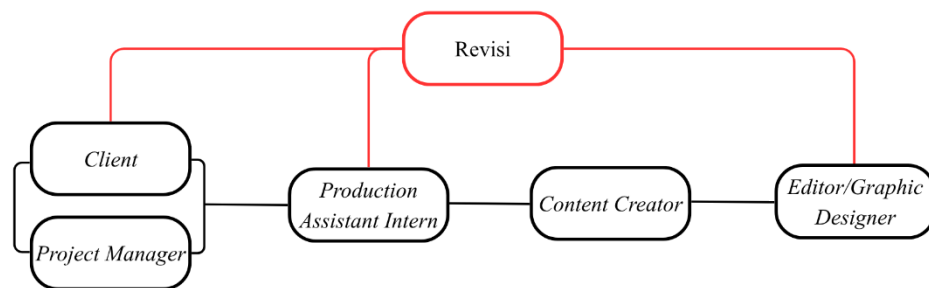 Revisi
Client
Project Manager
Production
Assistant Intern
Content Creator
Editor/Graphic
Designer